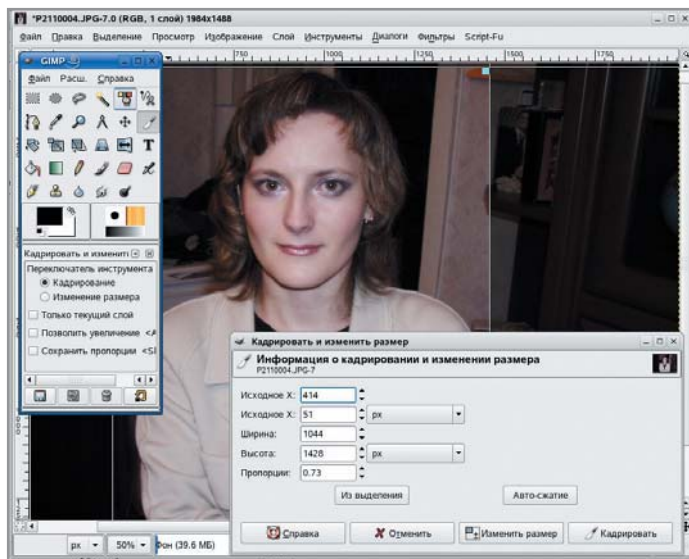 *P2110004.JPG-7.0 (RGB, 1 слой) 1984x1488
Файл Правка Выделение Просмотр Изображение Слой Инструменты Диалоги Фильтры Script-Fu
750 1000 1250 1500 1750
GIMP
Файл Расш. Справка
Кадрировать и изменит
Переключатель инструмента
Кадрирование
Изменение размера
Только текущий слой
Позволить увеличение <A
Сохранить пропорции <S
Кадрировать и изменить размер
Информация о кадрировании и изменении размера
P2110004.JPG-7
Исходное X: 414
Исходное X: 51 px
Ширина: 1044
Высота: 1428 px
Пропорции: 0.73
Из выделения Авто-сжатие
Справка Отменить Изменить размер Кадрировать
px 50% Фон (39.6 МБ)